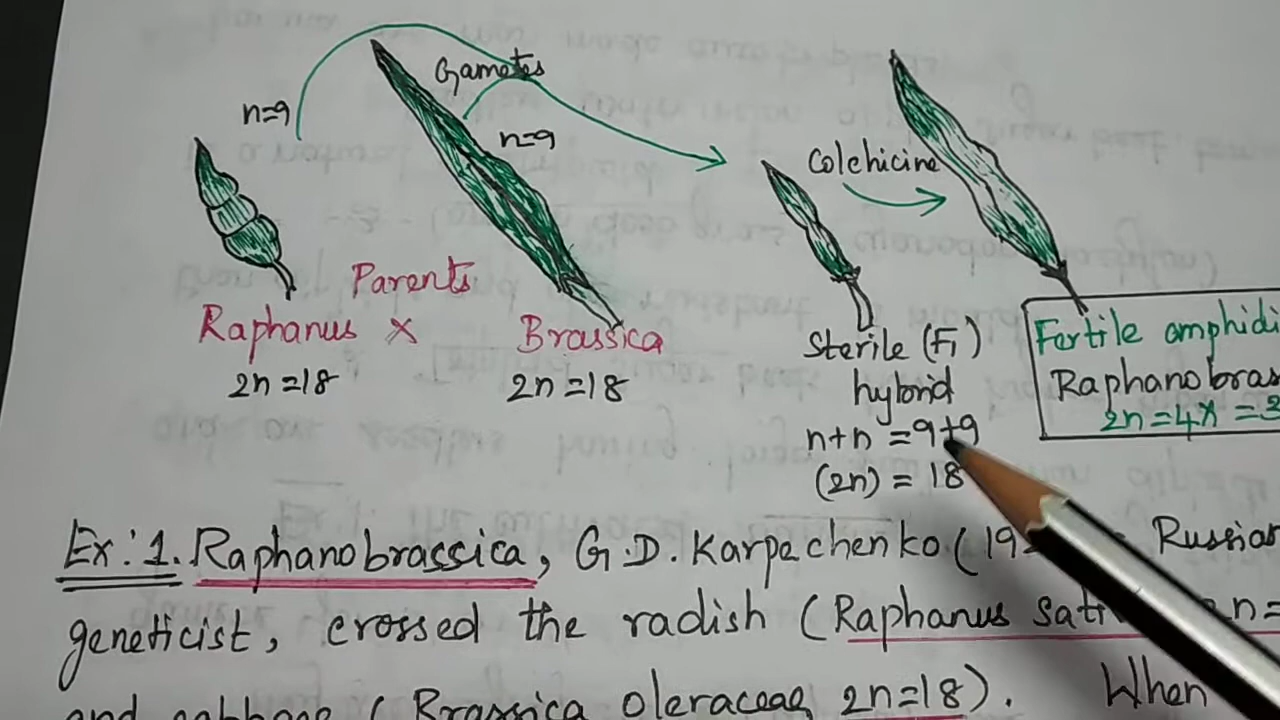 Gametes
n=9
n=9
Colchicine
Parents
Raphanus × Brassica
2n=18 2n=18
Sterile (F1)
hybrid
n+n =9+9
(2n) = 18
Fertile amphidi
Raphanobras
2n=4x =3
Ex:1. Raphanobrassica, G.D. Karpechenko (19 Russian
geneticist, crossed the radish (Raphanus sati n=
and cabbage (Brassica oleraceae, 2n=18). When